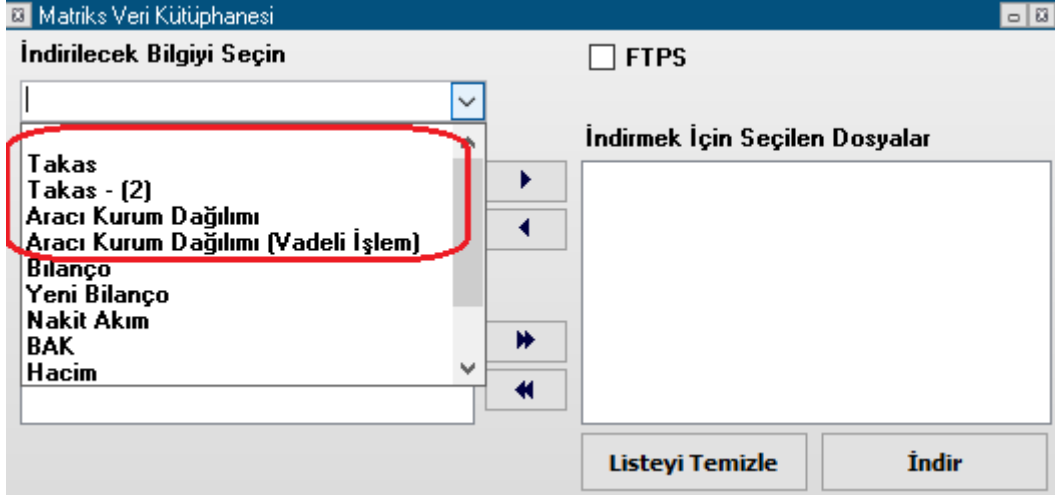 Matriks Veri Kütüphanesi
İndirilecek Bilgiyi Seçin
FTPS
İndirmek İçin Seçilen Dosyalar
Takas
Takas - (2)
Aracı Kurum Dağılımı
Aracı Kurum Dağılımı (Vadeli İşlem)
Bilanço
Yeni Bilanço
Nakit Akım
BAK
Hacim
Listeyi Temizle
İndir